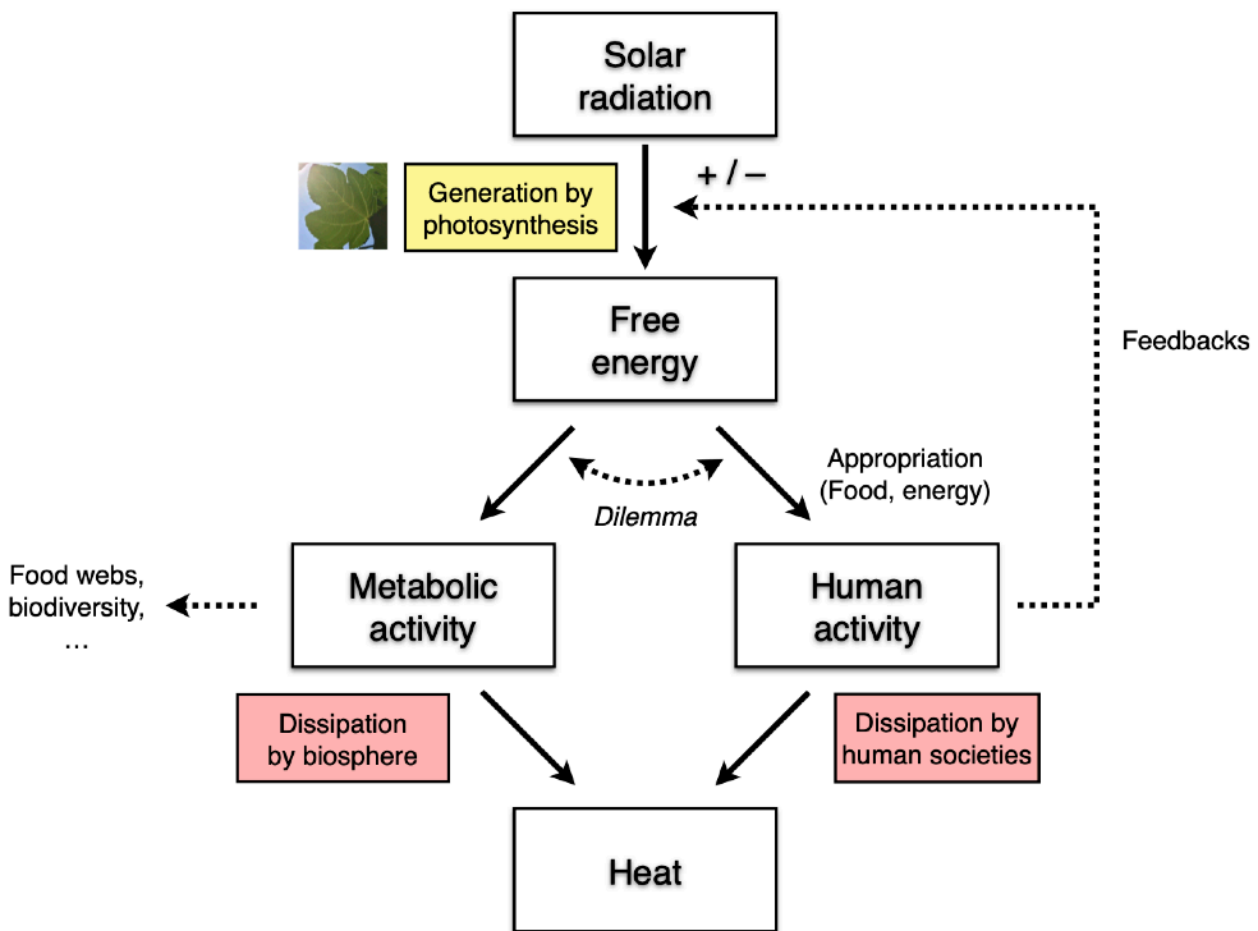 Solar
radiation
Generation by
photosynthesis
+ / –
Free
energy
Feedbacks
Appropriation
(Food, energy)
Dilemma
Food webs,
biodiversity,
...
Metabolic
activity
Human
activity
Dissipation
by biosphere
Dissipation by
human societies
Heat